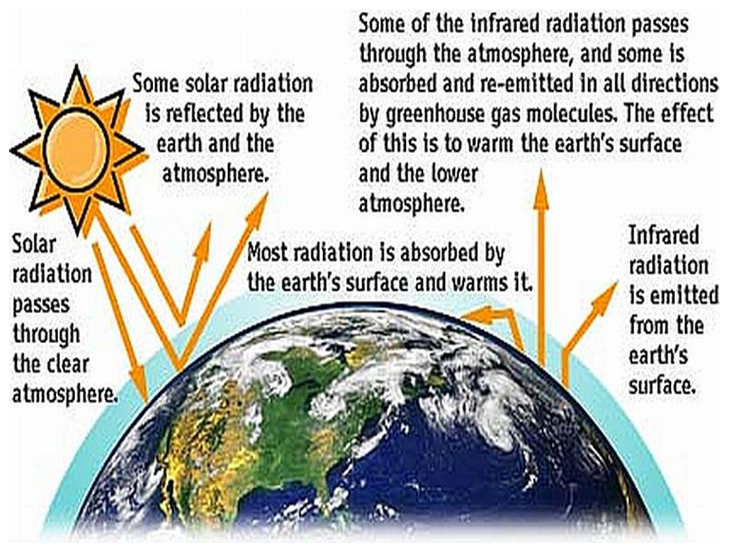 Some of the infrared radiation passes
through the atmosphere, and some is
absorbed and re-emitted in all directions
by greenhouse gas molecules. The effect
of this is to warm the earth's surface
and the lower
atmosphere.
Some solar radiation
is reflected by the
earth and the
atmosphere.
Solar
radiation
passes
through
the clear
atmosphere.
Most radiation is absorbed by
the earth's surface and warms it.
Infrared
radiation
is emitted
from the
earth's
surface.